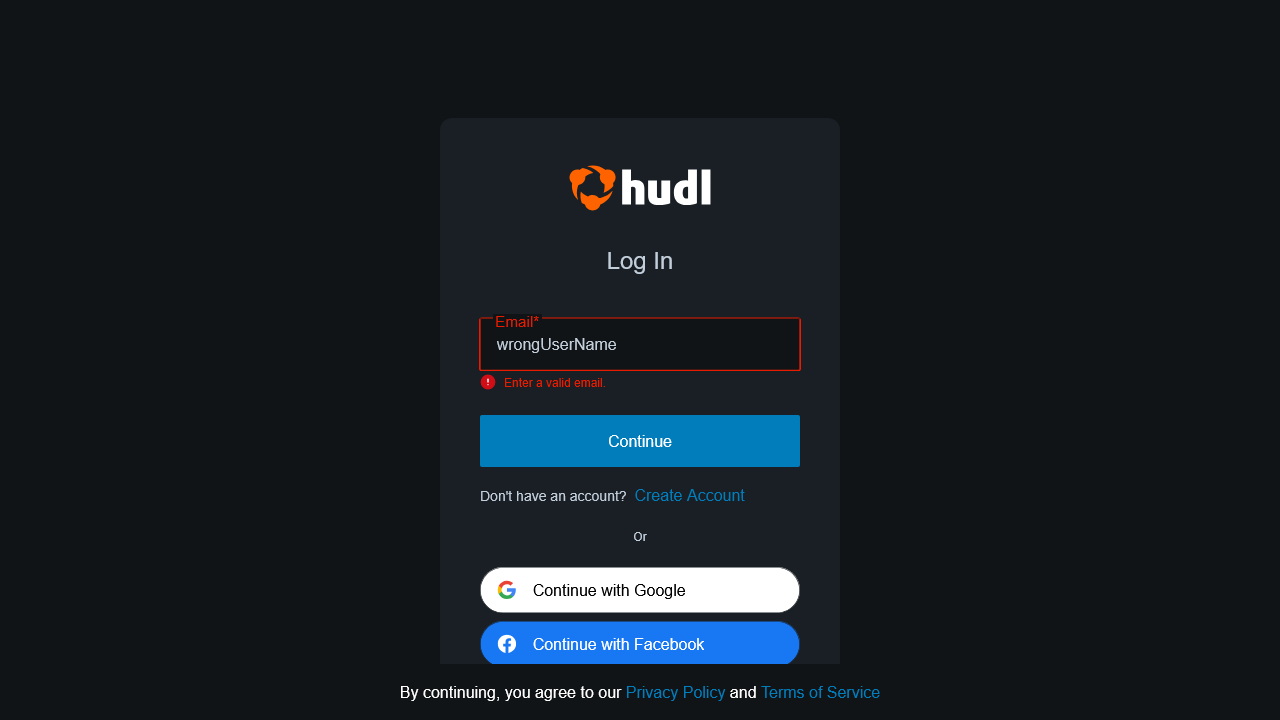 hudl
Log In
Email*
wrongUserName
Enter a valid email.
Continue
Don't have an account? Create Account
Or
Continue with Google
Continue with Facebook
By continuing, you agree to our Privacy Policy and Terms of Service